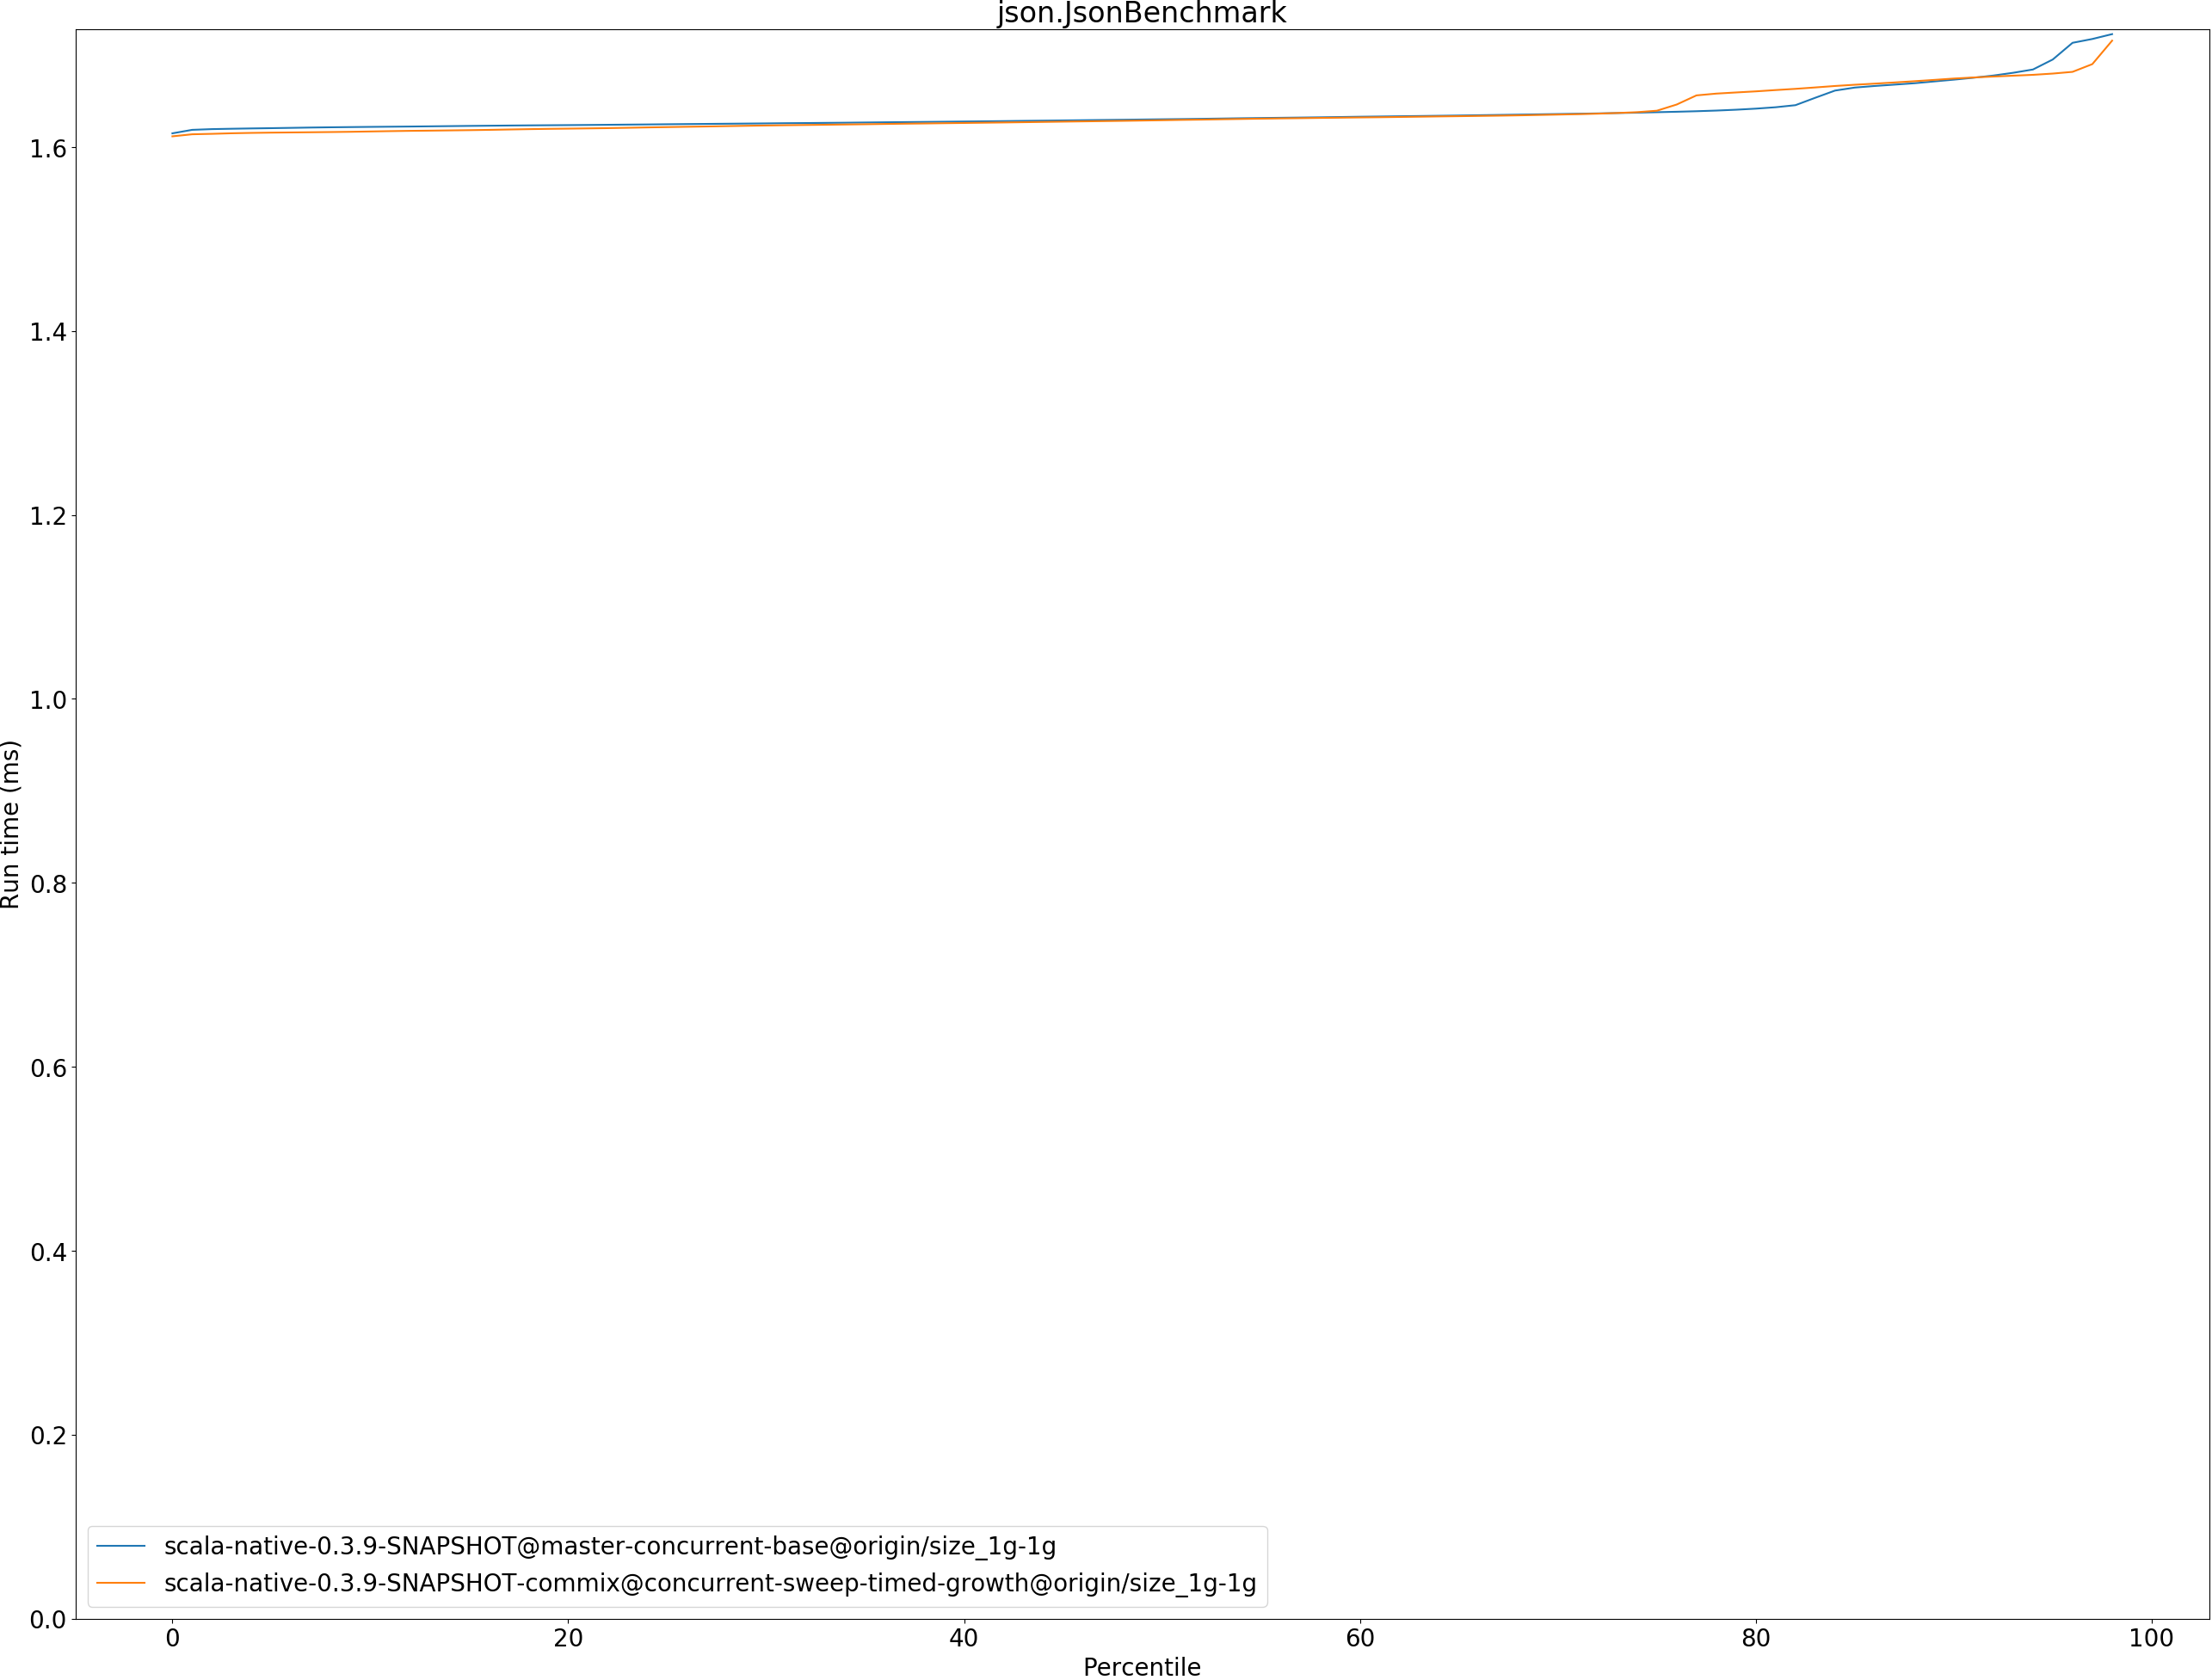 json.JsonBenchmark
Run time (ms)
1.6
1.4
1.2
1.0
0.8
0.6
0.4
0.2
0.0
scala-native-0.3.9-SNAPSHOT@master-concurrent-base@origin/size_1g-1g
scala-native-0.3.9-SNAPSHOT-commix@concurrent-sweep-timed-growth@origin/size_1g-1g
0 20 40 60 80 100
Percentile